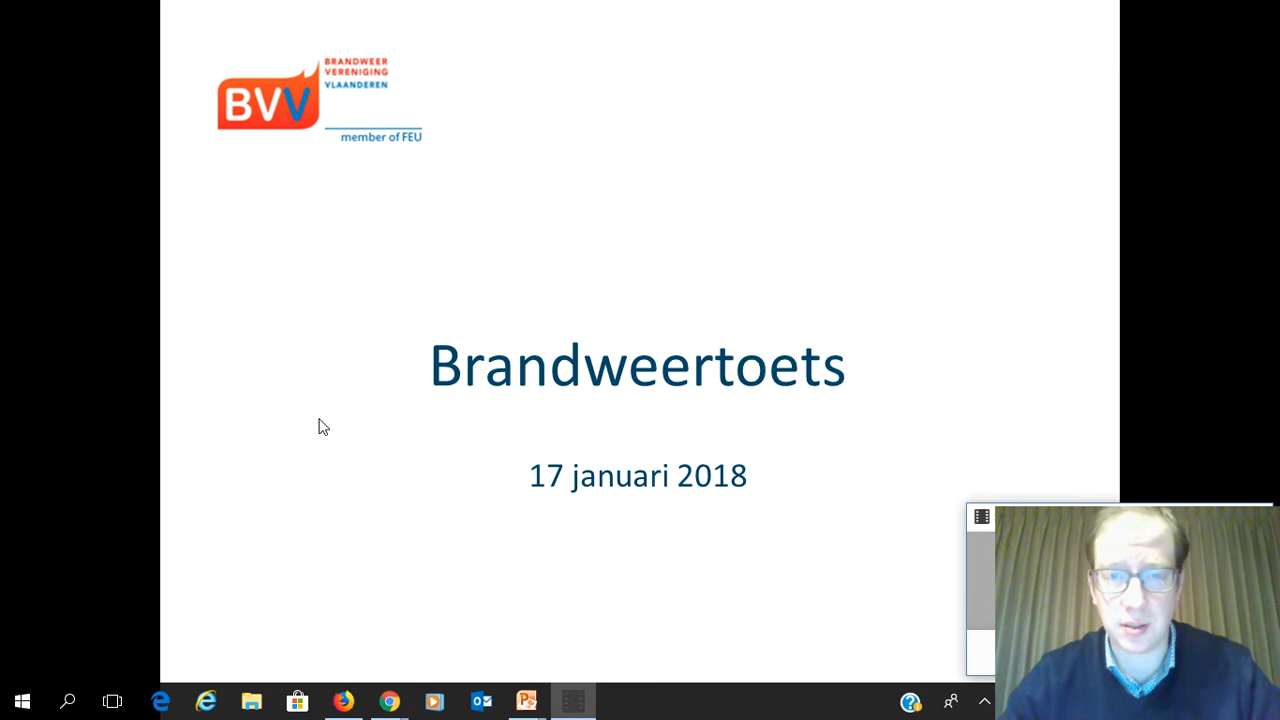 BRANDWEER
VERENIGING
VLAANDEREN
BVV
member of FEU
Brandweertoets
17 januari 2018